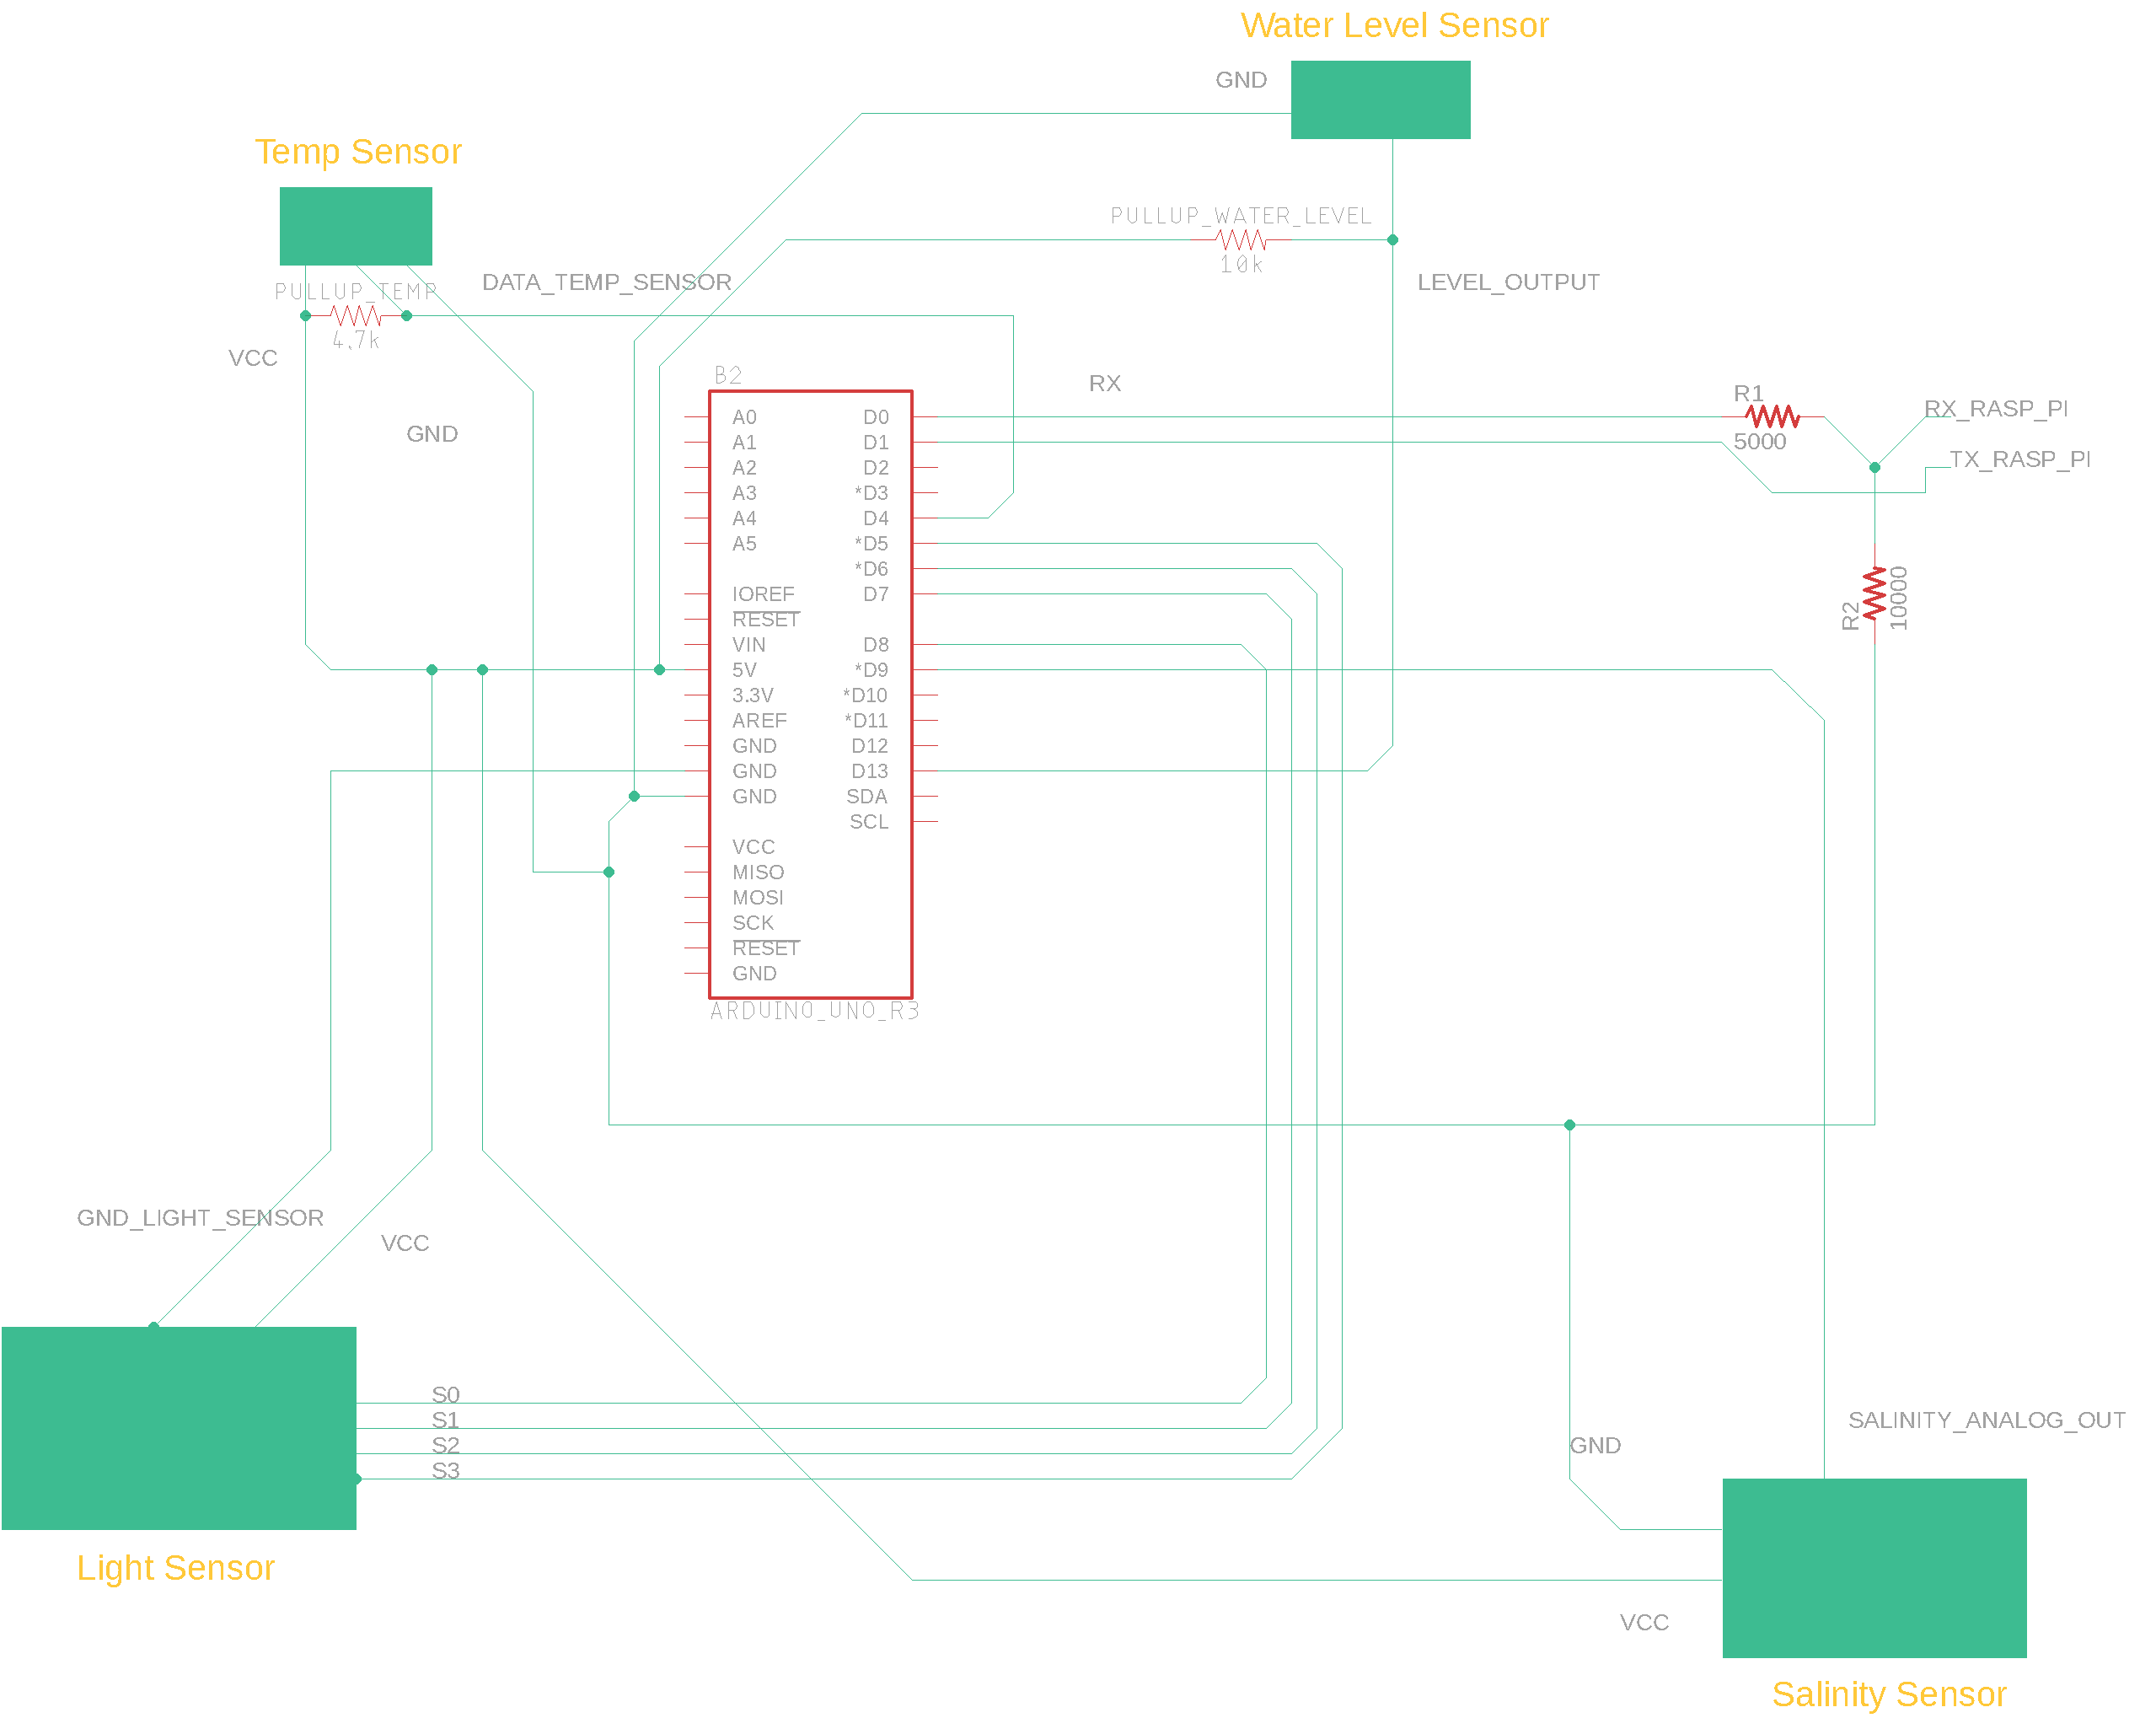 Water Level Sensor
GND
Temp Sensor
PULLUP_WATER_LEVEL
10k
DATA_TEMP_SENSOR
LEVEL_OUTPUT
PULLUP_TEMP
4.7k
VCC
GND
B2
RX
R1
5000
RX_RASP_PI
TX_RASP_PI
R2
10000
A0
A1
A2
A3
A4
A5
IOREF
RESET
VIN
5V
3.3V
AREF
GND
GND
GND
VCC
MISO
MOSI
SCK
RESET
GND
D0
D1
D2
*D3
D4
*D5
*D6
D7
D8
*D9
*D10
*D11
D12
D13
SDA
SCL
ARDUINO_UNO_R3
GND_LIGHT_SENSOR
VCC
S0
S1
S2
S3
Light Sensor
SALINITY_ANALOG_OUT
GND
VCC
Salinity Sensor